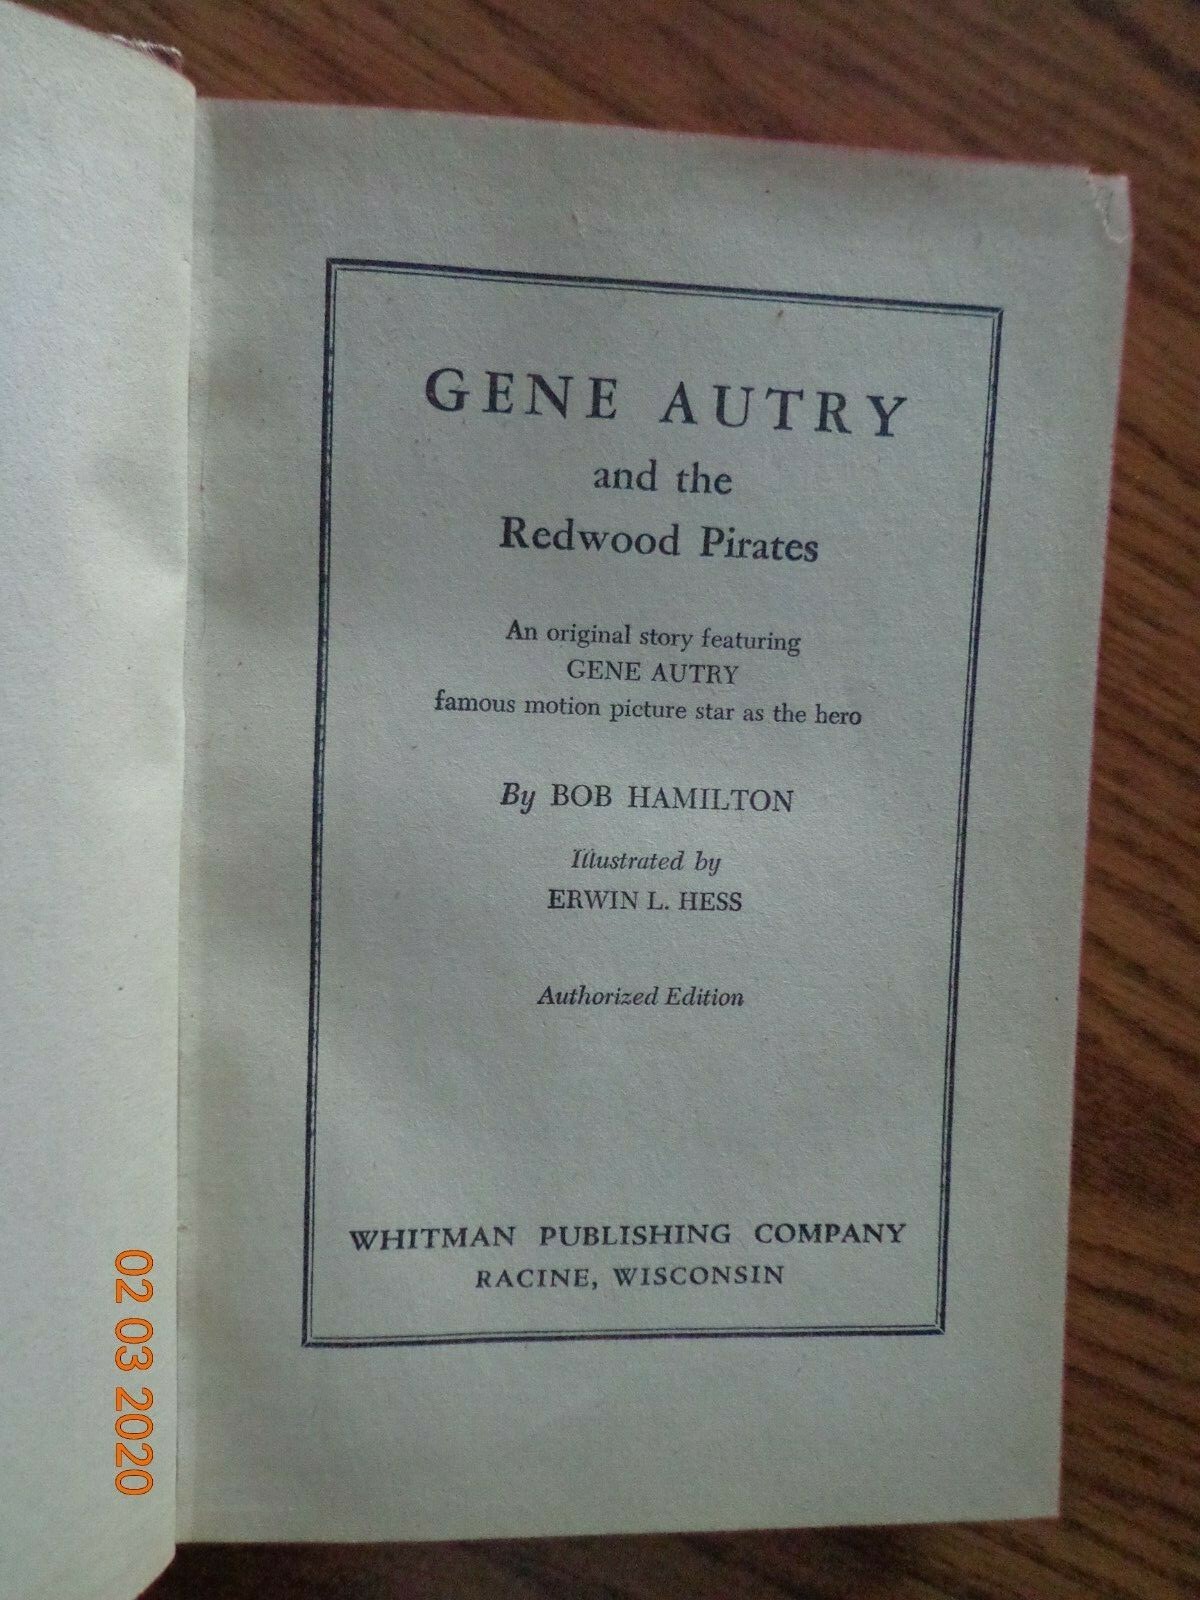 GENE AUTRY
and the
Redwood Pirates
An original story featuring
GENE AUTRY
famous motion picture star as the hero
By BOB HAMILTON
Illustrated by
ERWIN L. HESS
Authorized Edition
WHITMAN PUBLISHING COMPANY
RACINE, WISCONSIN
02 03 2020